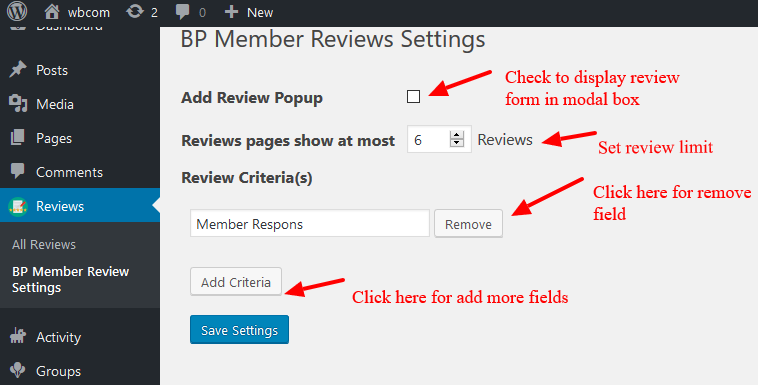 wbcom 2 0 + New
Dashboard
BP Member Reviews Settings
Posts
Media
Pages
Comments
Reviews
All Reviews
BP Member Review
Settings
Activity
Groups
Add Review Popup
Check to display review
form in modal box
Reviews pages show at most 6 Reviews
Set review limit
Review Criteria(s)
Click here for remove
field
Member Respons Remove
Add Criteria
Click here for add more fields
Save Settings